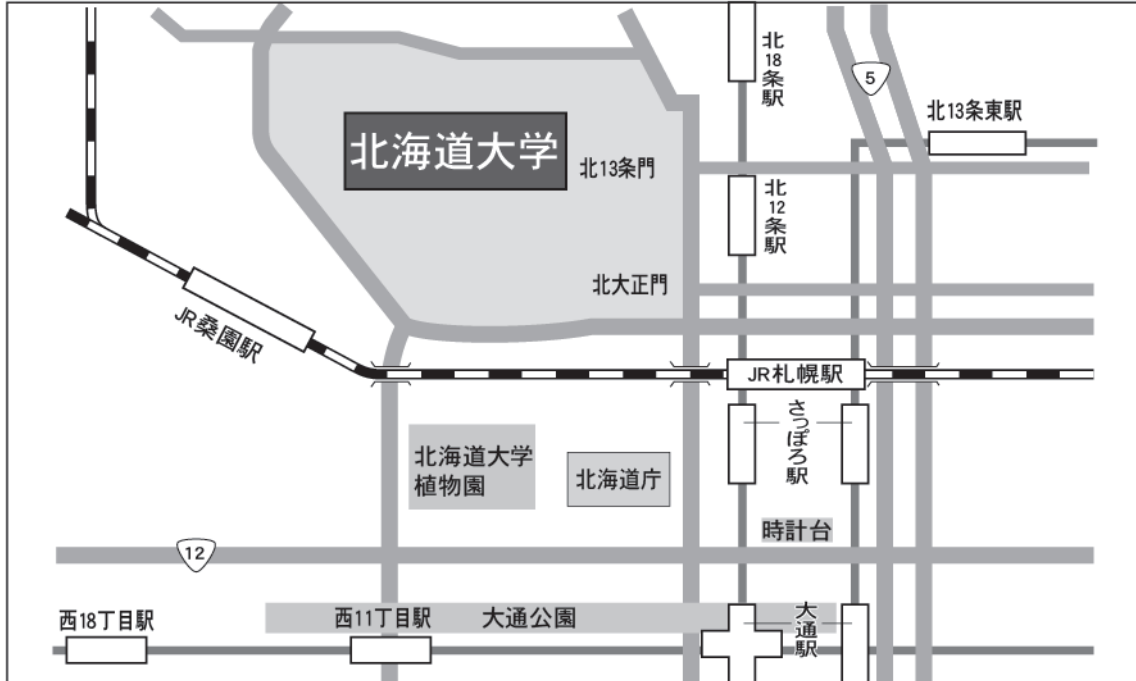 北18条駅
5
北13条東駅
北海道大学
北13条門
北12条駅
北大正門
JR桑園駅
JR札幌駅
さっぽろ駅
北海道大学
植物園
北海道庁
時計台
12
西18丁目駅
西11丁目駅
大通公園
大通駅